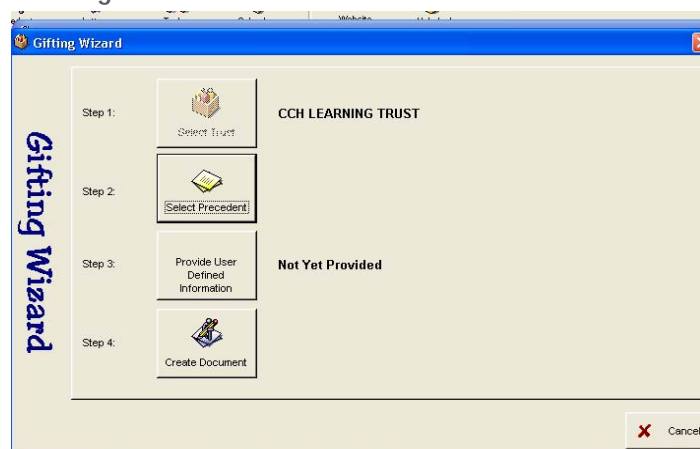 Website
Gifting Wizard
Gifting Wizard
Step 1:
Select Trust
CCH LEARNING TRUST
Step 2:
Select Precedent
Step 3:
Provide User
Defined
Information
Not Yet Provided
Step 4:
Create Document
Cancel